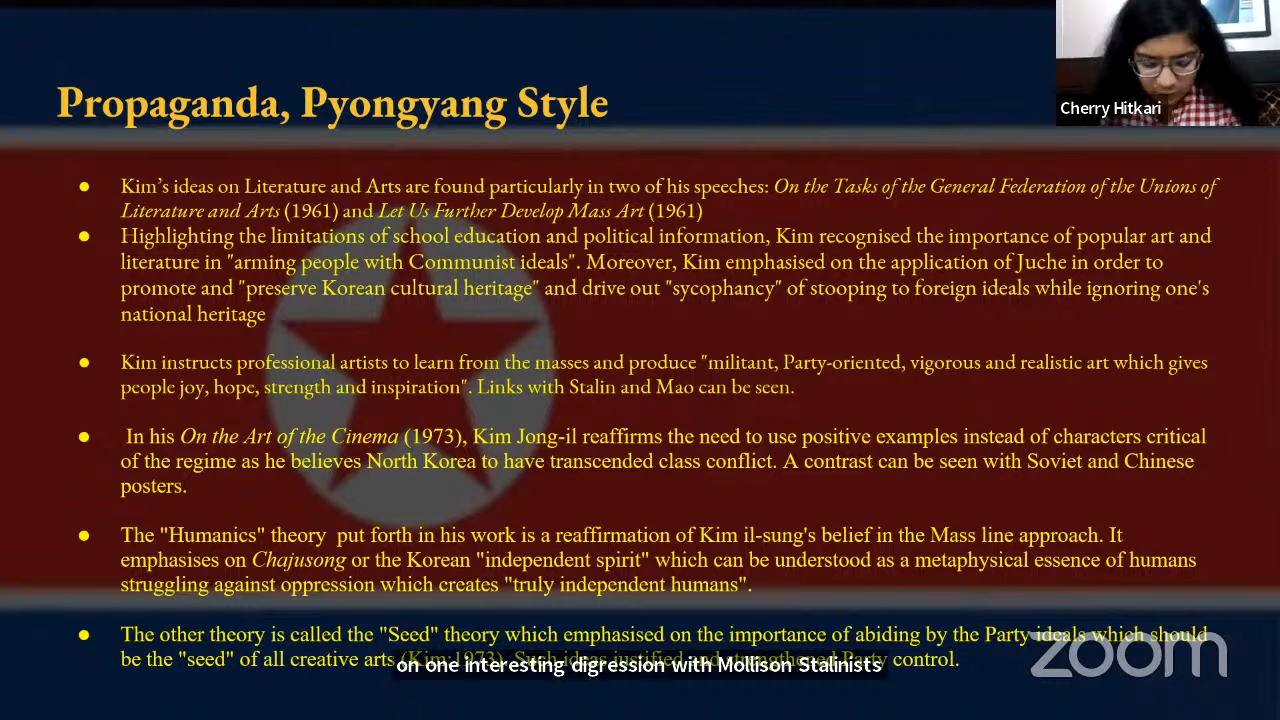 Propaganda, Pyongyang Style
Cherry Hitkari
● Kim's ideas on Literature and Arts are found particularly in two of his speeches: On the Tasks of the General Federation of the Unions of
Literature and Arts (1961) and Let Us Further Develop Mass Art (1961)
● Highlighting the limitations of school education and political information, Kim recognised the importance of popular art and
literature in "arming people with Communist ideals". Moreover, Kim emphasised on the application of Juche in order to
promote and "preserve Korean cultural heritage" and drive out "sycophancy" of stooping to foreign ideals while ignoring one's
national heritage
● Kim instructs professional artists to learn from the masses and produce "militant, Party-oriented, vigorous and realistic art which gives
people joy, hope, strength and inspiration". Links with Stalin and Mao can be seen.
● In his On the Art of the Cinema (1973), Kim Jong-il reaffirms the need to use positive examples instead of characters critical
of the regime as he believes North Korea to have transcended class conflict. A contrast can be seen with Soviet and Chinese
posters.
● The "Humanics" theory put forth in his work is a reaffirmation of Kim il-sung's belief in the Mass line approach. It
emphasises on Chajusong or the Korean "independent spirit" which can be understood as a metaphysical essence of humans
struggling against oppression which creates "truly independent humans".
● The other theory is called the "Seed" theory which emphasised on the importance of abiding by the Party ideals which should
be the "seed" of all creative arts (Kim:1973). Such ideas justified and strengthened Party control.
on one interesting digression with Mollison Stalinists
zoom